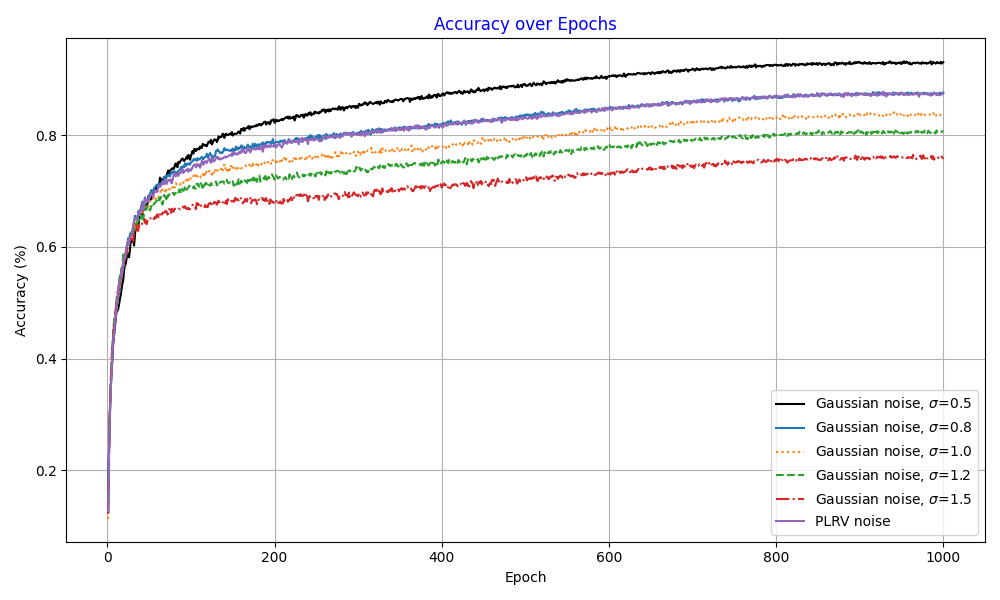 Accuracy over Epochs
Accuracy (%)
0.8
0.6
0.4
0.2
0 200 400 600 800 1000
Epoch
Gaussian noise, σ=0.5
Gaussian noise, σ=0.8
Gaussian noise, σ=1.0
Gaussian noise, σ=1.2
Gaussian noise, σ=1.5
PLRV noise